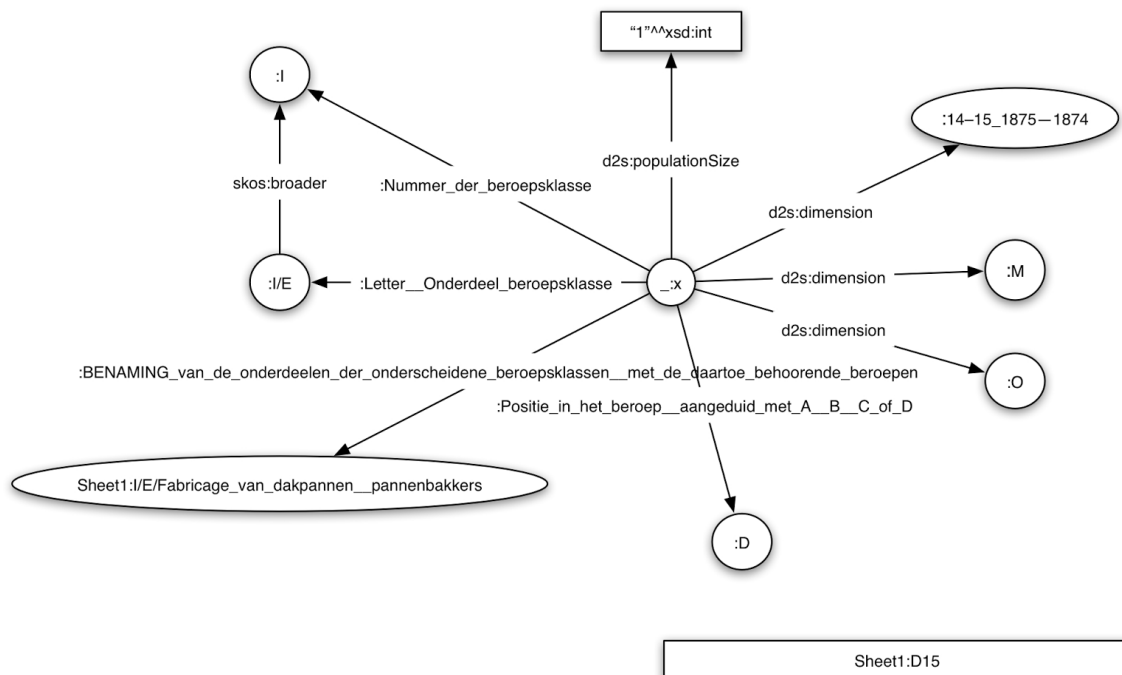 “1”^^xsd:int
:I
:14–15_1875—1874
d2s:populationSize
skos:broader
:Nummer_der_beroepsklasse
d2s:dimension
:M
d2s:dimension
:I/E
:Letter__Onderdeel_beroepsklasse
_:x
d2s:dimension
:BENAMING_van_de_onderdeelen_der_onderscheidene_beroepsklassen__met_de_daartoe_behoorende_beroepen
:O
:Positie_in_het_beroep__aangeduid_met_A__B__C_of_D
Sheet1:I/E/Fabricage_van_dakpannen__pannenbakkers
:D
Sheet1:D15